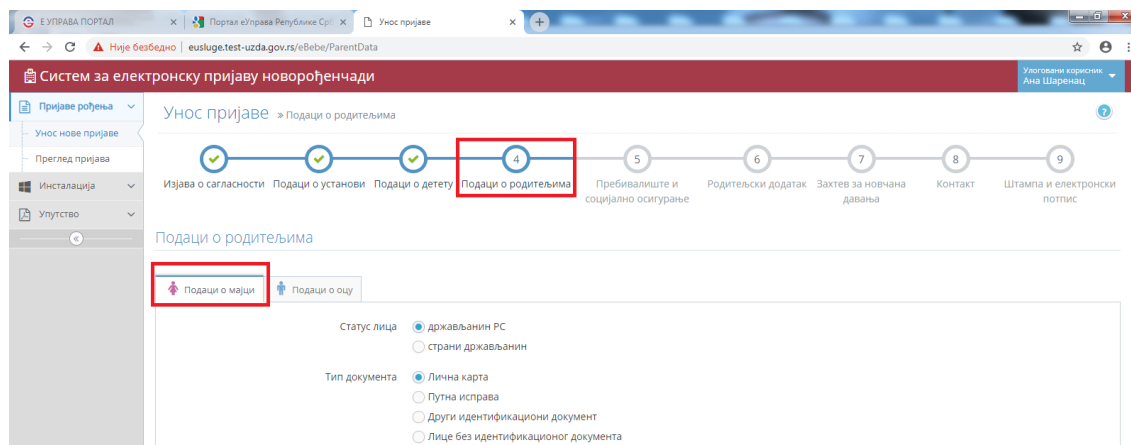 Е УПРАВА ПОРТАЛ
Портал еУправа Републике Срб
Унос пријаве
Није безбедно | eusluge.test-uzda.gov.rs/eBebe/ParentData
Систем за електронску пријаву новорођенчади
Улоговани корисник
Ана Шаренац
Пријаве рођења
Унос нове пријаве
Преглед пријава
Инсталација
Упутство
Унос пријаве » Подаци о родитељима
4 5 6 7 8 9
Изјава о сагласности Подаци о установи Подаци о детету Подаци о родитељима Пребивалиште и Родитељски додатак Захтев за новчана Контакт Штампа и електронски
социјално осигурање давања потпис
Подаци о родитељима
Подаци о мајци Подаци о оцу
Статус лица држављанин РС
страни држављанин
Тип документа Лична карта
Путна исправа
Други идентификациони документ
Лице без идентификационог документа